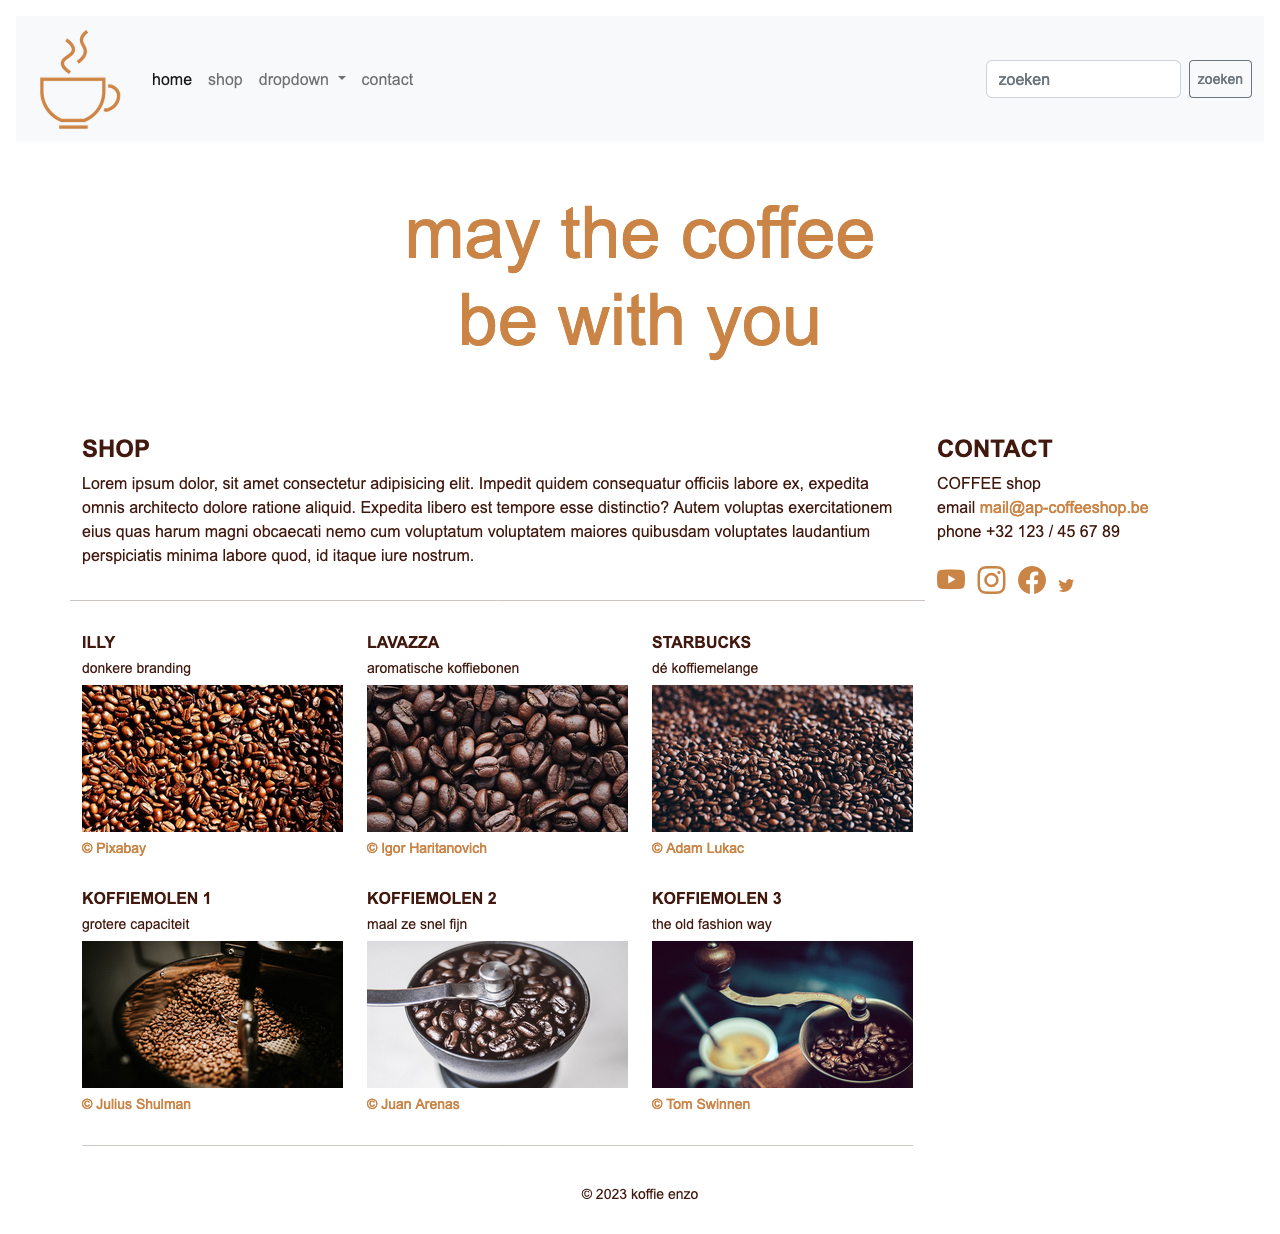 home shop dropdown contact zoeken zoeken
may the coffee
be with you
SHOP
Lorem ipsum dolor, sit amet consectetur adipisicing elit. Impedit quidem consequatur officiis labore ex, expedita
omnis architecto dolore ratione aliquid. Expedita libero est tempore esse distinctio? Autem voluptas exercitationem
eius quas harum magni obcaecati nemo cum voluptatum voluptatem maiores quibusdam voluptates laudantium
perspiciatis minima labore quod, id itaque iure nostrum.
CONTACT
COFFEE shop
email mail@ap-coffeeshop.be
phone +32 123 / 45 67 89
ILLY
donkere branding
© Pixabay
LAVAZZA
aromatische koffiebonen
© Igor Haritanovich
STARBUCKS
dé koffiemelange
© Adam Lukac
KOFFIEMOLEN 1
grotere capaciteit
© Julius Shulman
KOFFIEMOLEN 2
maal ze snel fijn
© Juan Arenas
KOFFIEMOLEN 3
the old fashion way
© Tom Swinnen
© 2023 koffie enzo